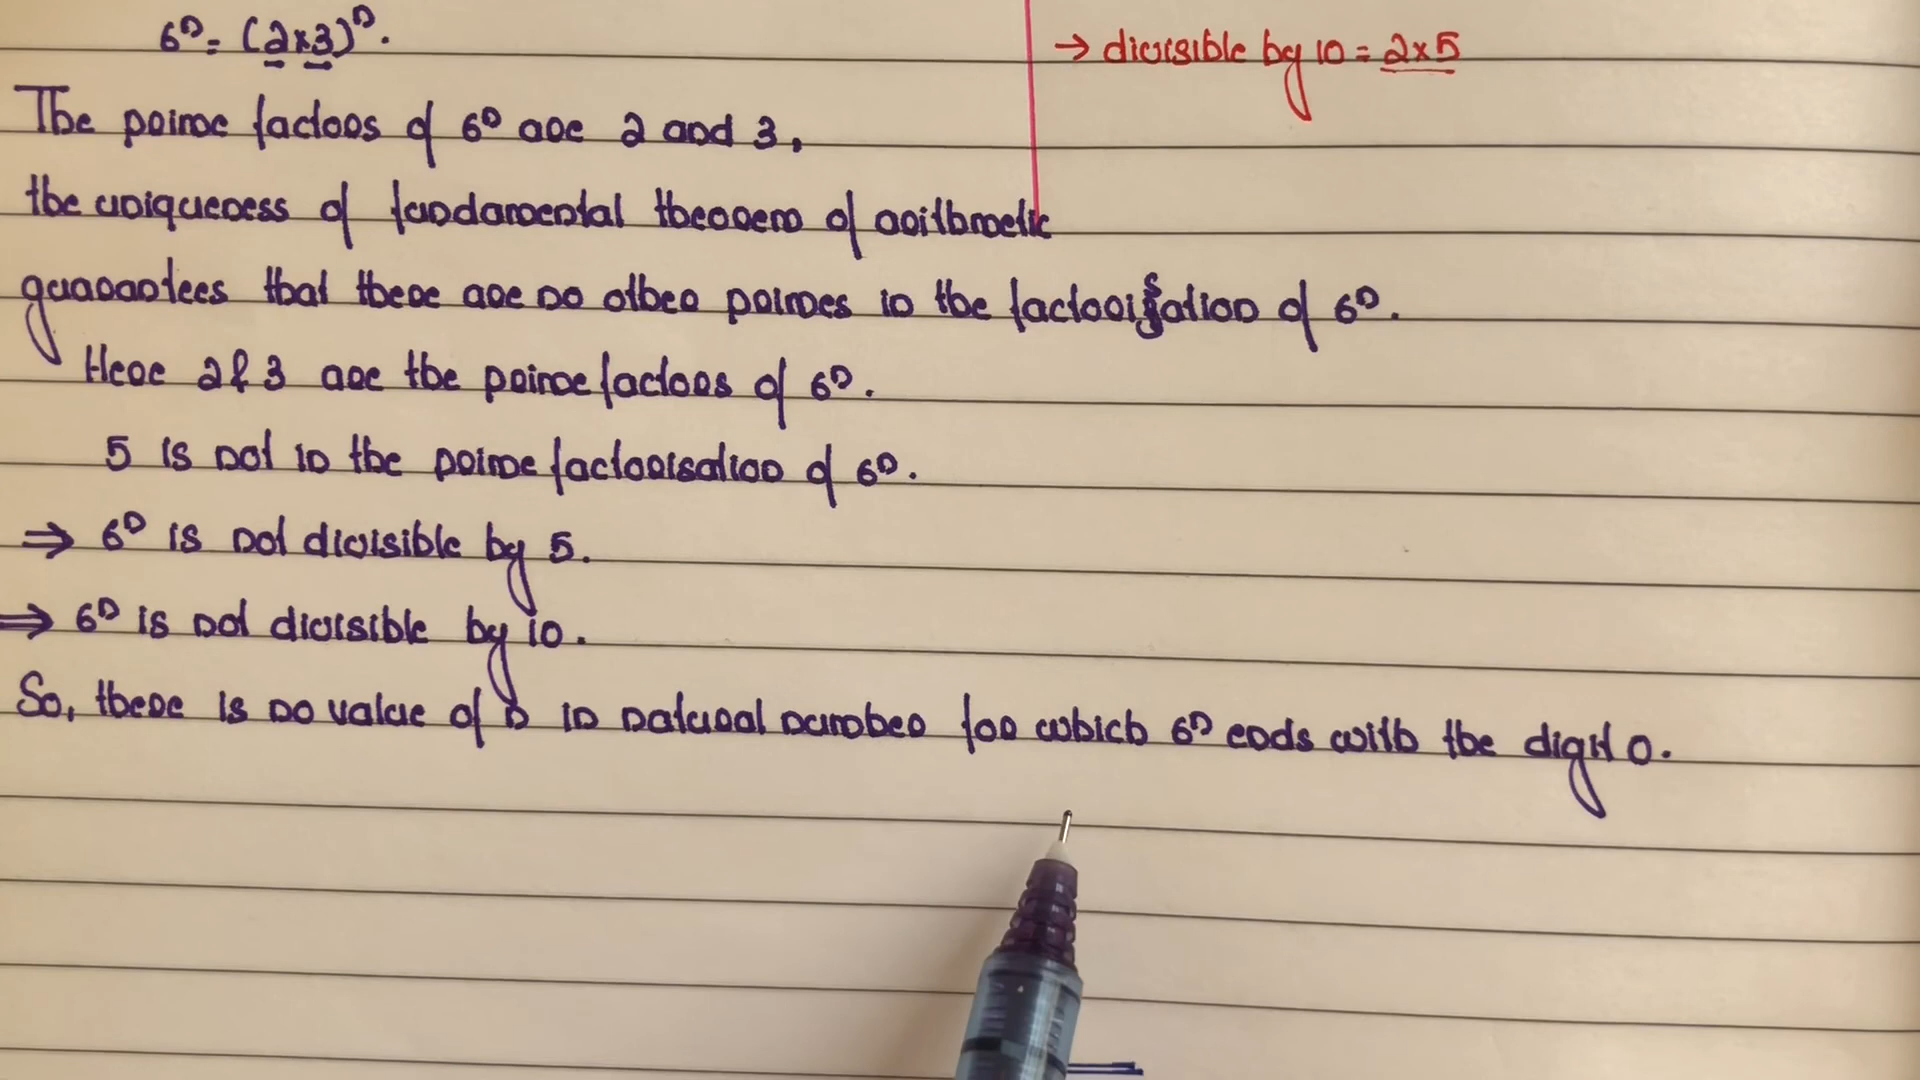 6ⁿ = (2×3)ⁿ.
→ divisible by 10 = 2×5
The prime factors of 6ⁿ are 2 and 3,
the uniqueness of fundamental theorem of arithmetic
guarantees that there are no other primes in the factorisation of 6ⁿ.
Here 2 & 3 are the prime factors of 6ⁿ.
5 is not in the prime factorisation of 6ⁿ.
⇒ 6ⁿ is not divisible by 5.
⇒ 6ⁿ is not divisible by 10.
So, there is no value of n in natural number for which 6ⁿ ends with the digit 0.